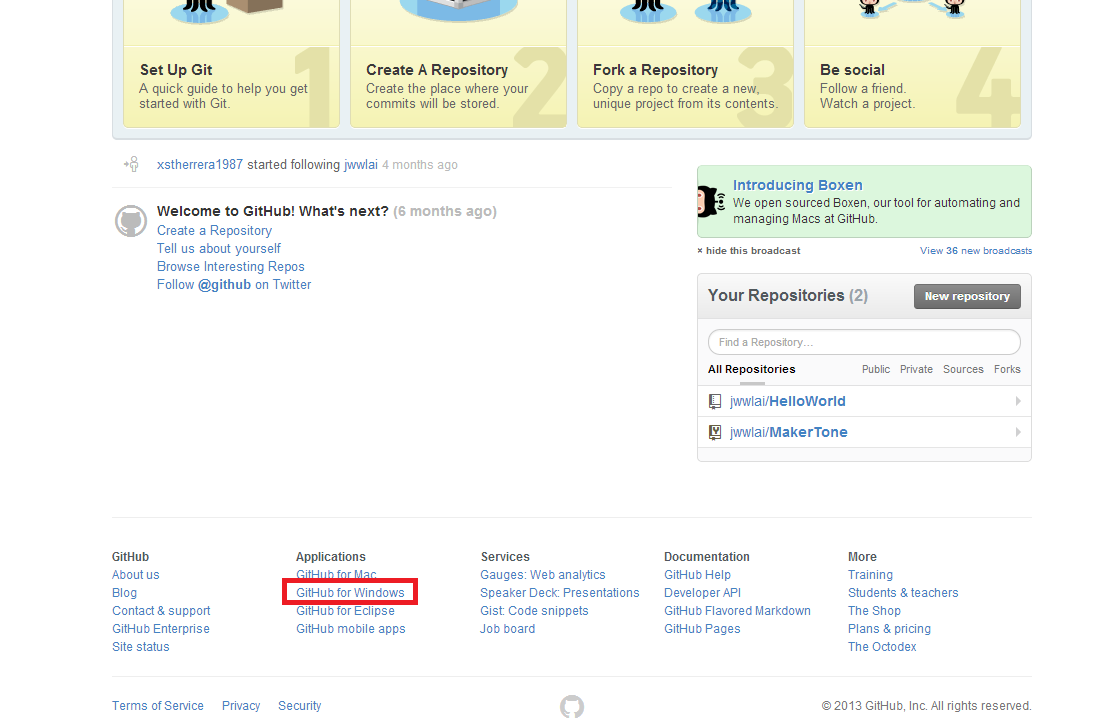 Set Up Git
A quick guide to help you get
started with Git.
1
Create A Repository
Create the place where your
commits will be stored.
2
Fork a Repository
Copy a repo to create a new,
unique project from its contents.
3
Be social
Follow a friend.
Watch a project.
4
xstherrera1987 started following jwwlai 4 months ago
Welcome to GitHub! What's next? (6 months ago)
Create a Repository
Tell us about yourself
Browse Interesting Repos
Follow @github on Twitter
Introducing Boxen
We open sourced Boxen, our tool for automating and
managing Macs at GitHub.
× hide this broadcast
View 36 new broadcasts
Your Repositories (2)
New repository
Find a Repository…
All Repositories
Public Private Sources Forks
jwwlai/HelloWorld
jwwlai/MakerTone
GitHub
About us
Blog
Contact & support
GitHub Enterprise
Site status
Applications
GitHub for Mac
GitHub for Windows
GitHub for Eclipse
GitHub mobile apps
Services
Gauges: Web analytics
Speaker Deck: Presentations
Gist: Code snippets
Job board
Documentation
GitHub Help
Developer API
GitHub Flavored Markdown
GitHub Pages
More
Training
Students & teachers
The Shop
Plans & pricing
The Octodex
Terms of Service Privacy Security
© 2013 GitHub, Inc. All rights reserved.